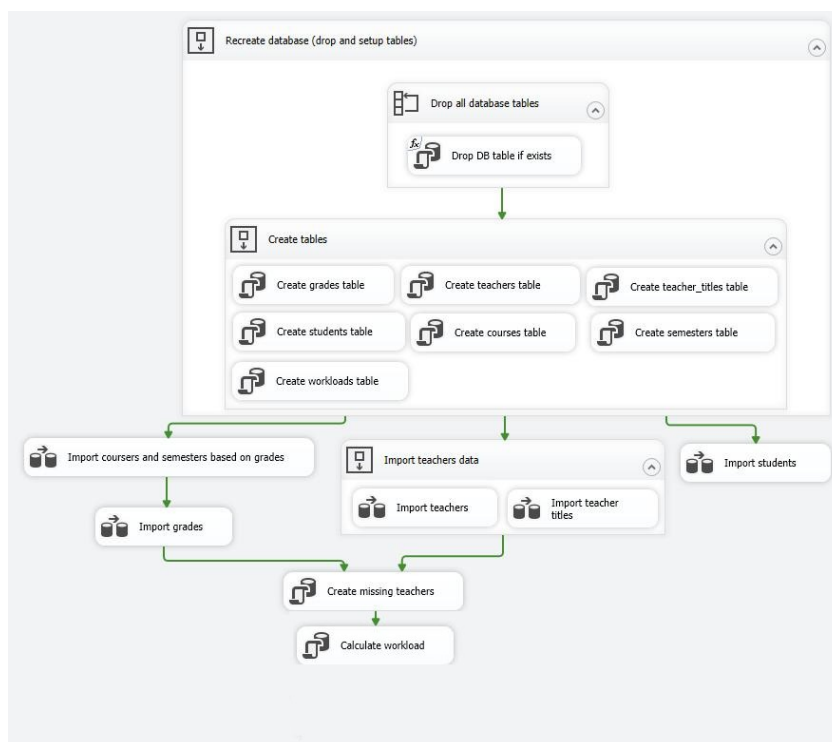 Recreate database (drop and setup tables)
Drop all database tables
fx
Drop DB table if exists
Create tables
Create grades table
Create teachers table
Create teacher_titles table
Create students table
Create courses table
Create semesters table
Create workloads table
Import coursers and semesters based on grades
Import teachers data
Import students
Import teachers
Import teacher
titles
Import grades
Create missing teachers
Calculate workload